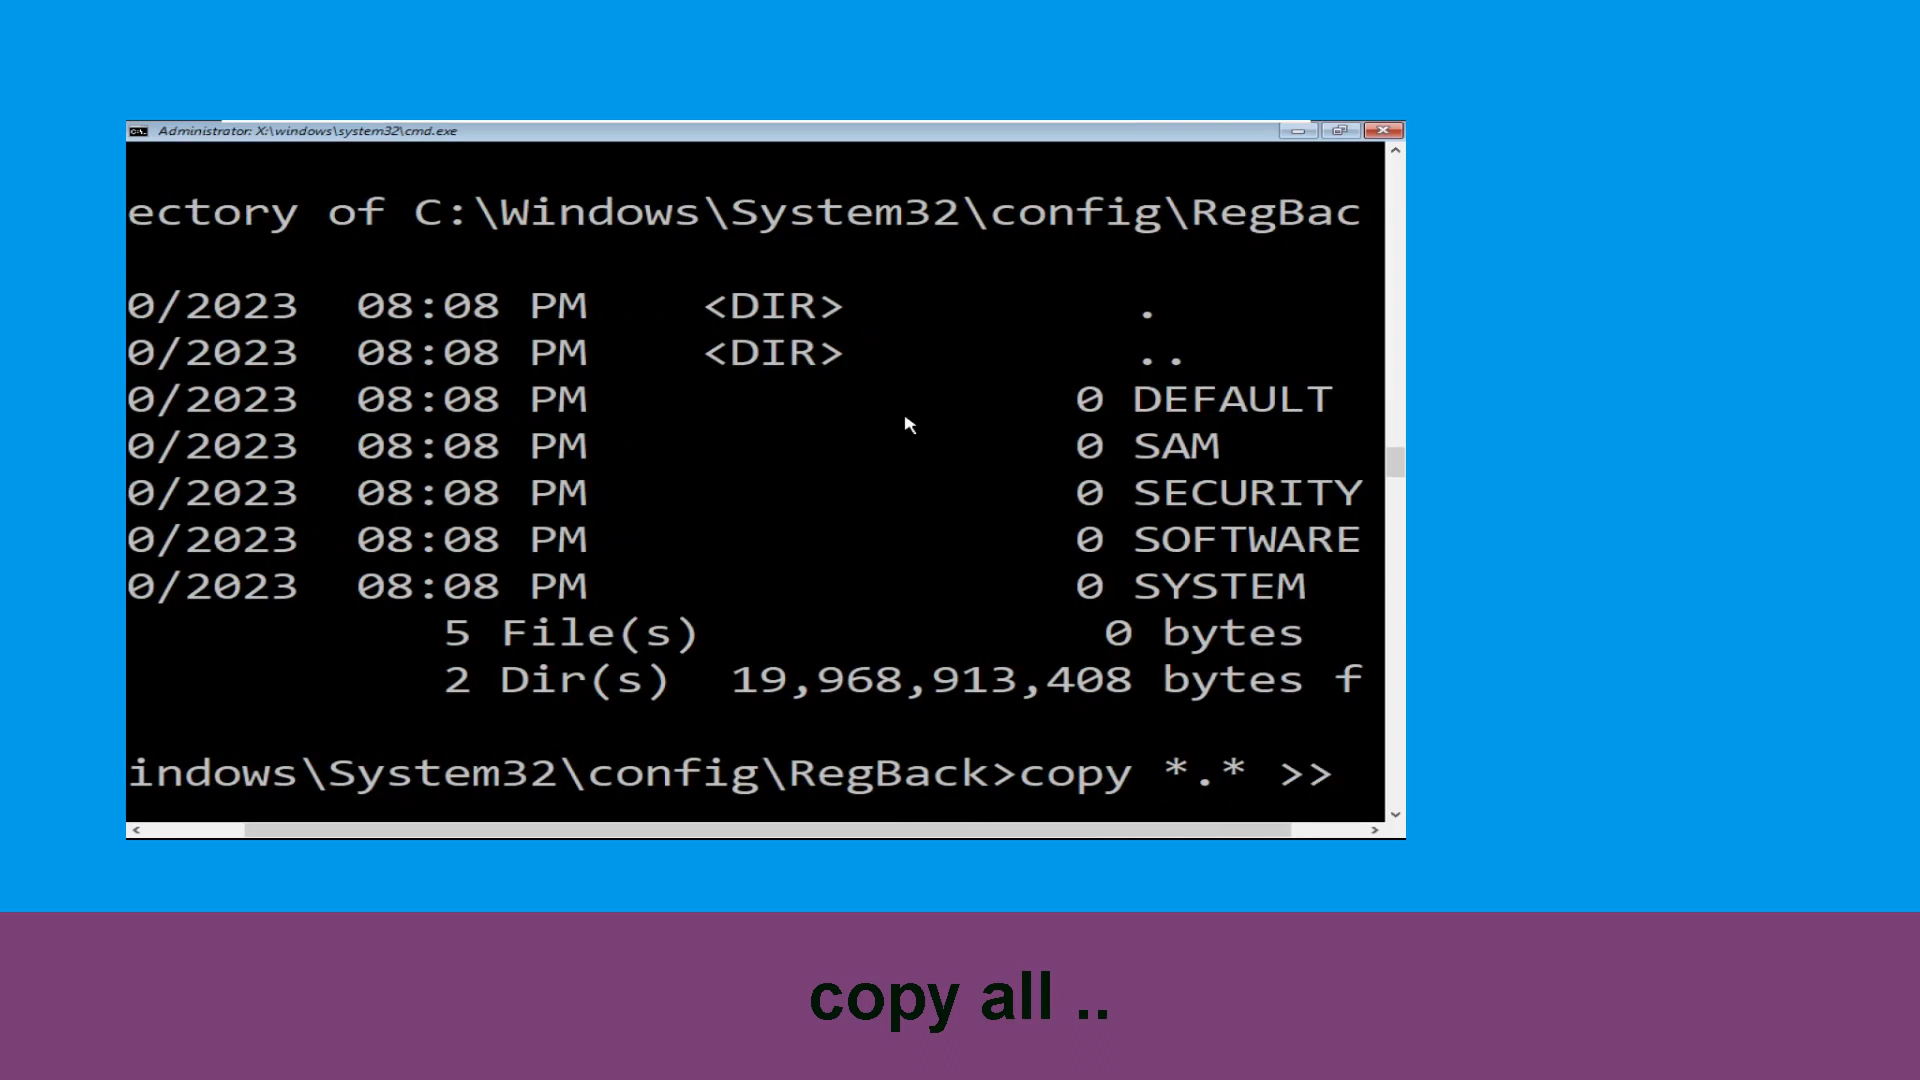 Administrator: X:\windows\system32\cmd.exe
ectory of C:\Windows\System32\config\RegBac
0/2023 08:08 PM <DIR> .
0/2023 08:08 PM <DIR> ..
0/2023 08:08 PM 0 DEFAULT
0/2023 08:08 PM 0 SAM
0/2023 08:08 PM 0 SECURITY
0/2023 08:08 PM 0 SOFTWARE
0/2023 08:08 PM 0 SYSTEM
5 File(s) 0 bytes
2 Dir(s) 19,968,913,408 bytes f
indows\System32\config\RegBack>copy *.* >>
copy all ..